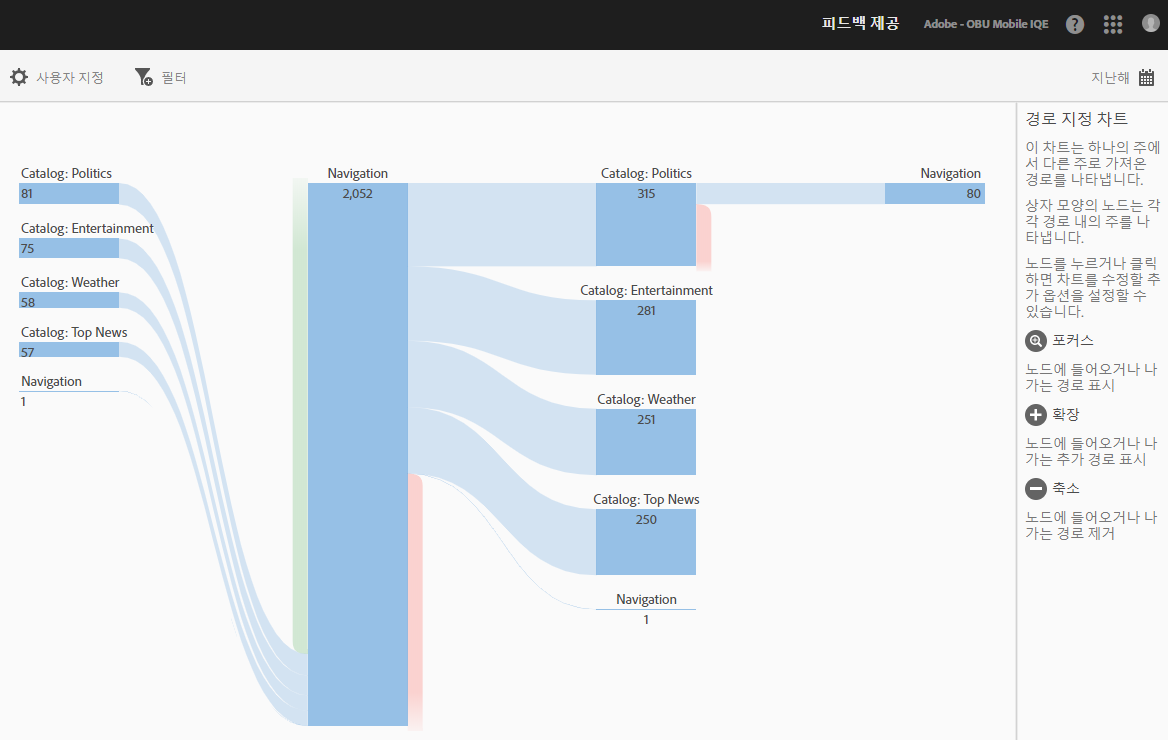 피드백 제공
Adobe - OBU Mobile IQE
?
사용자 지정
필터
지난해
Catalog: Politics
81
Catalog: Entertainment
75
Catalog: Weather
58
Catalog: Top News
57
Navigation
1
Navigation
2,052
Catalog: Politics
315
Catalog: Entertainment
281
Catalog: Weather
251
Catalog: Top News
250
Navigation
1
Navigation
80
경로 지정 차트
이 차트는 하나의 주에
서 다른 주로 가져온
경로를 나타냅니다.
상자 모양의 노드는 각
각 경로 내의 주를 나
타냅니다.
노드를 누르거나 클릭
하면 차트를 수정할 추
가 옵션을 설정할 수
있습니다.
포커스
노드에 들어오거나 나
가는 경로 표시
확장
노드에 들어오거나 나
가는 추가 경로 표시
축소
노드에 들어오거나 나
가는 경로 제거